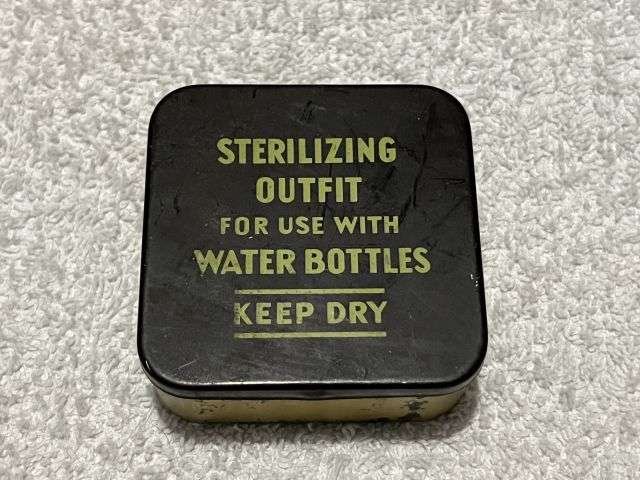 STERILIZING
OUTFIT
FOR USE WITH
WATER BOTTLES
KEEP DRY